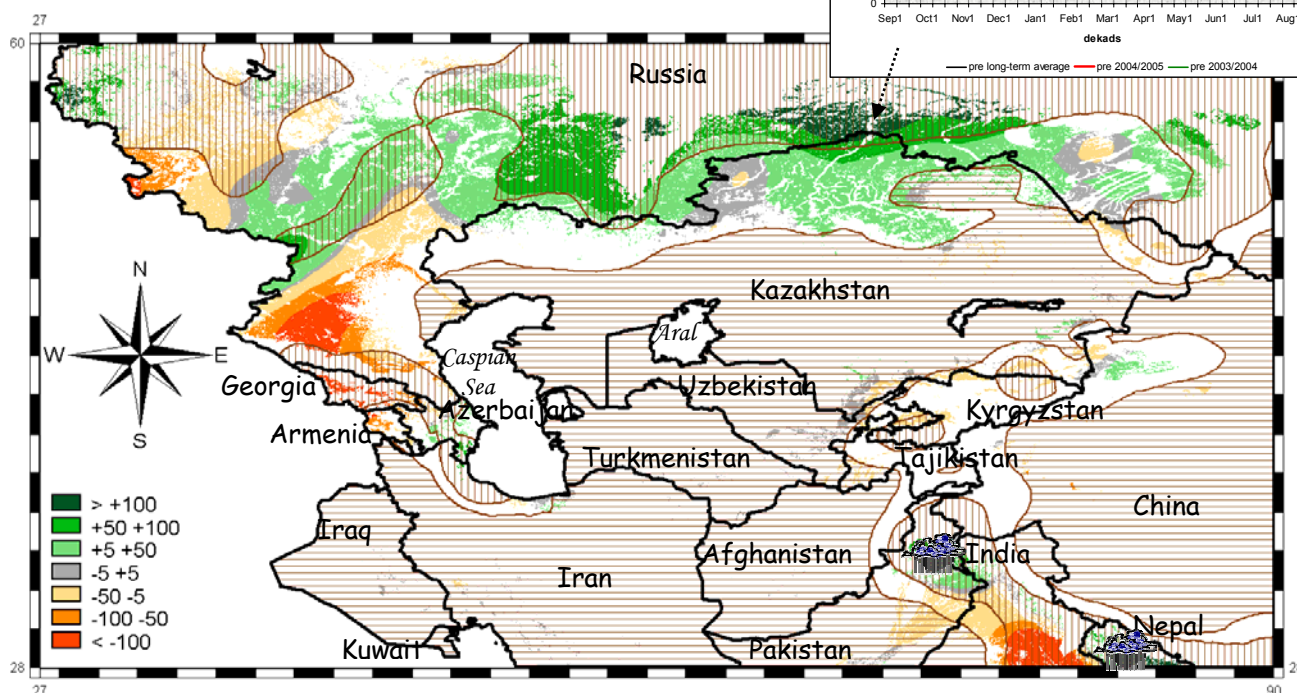 0
Sep1 Oct1 Nov1 Dec1 Jan1 Feb1 Mar1 Apr1 May1 Jun1 Jul1 Aug1
dekads
pre long-term average pre 2004/2005 pre 2003/2004
27
60
Russia
Kazakhstan
N
W E
S
Aral
Caspian
Sea
Georgia
Uzbekistan
Azerbaijan
Kyrgyzstan
Armenia
Turkmenistan
Tajikistan
China
> +100
+50 +100
+5 +50
-5 +5
-50 -5
-100 -50
< -100
Iraq
Afghanistan
India
Iran
Nepal
Kuwait
Pakistan
28
27
90